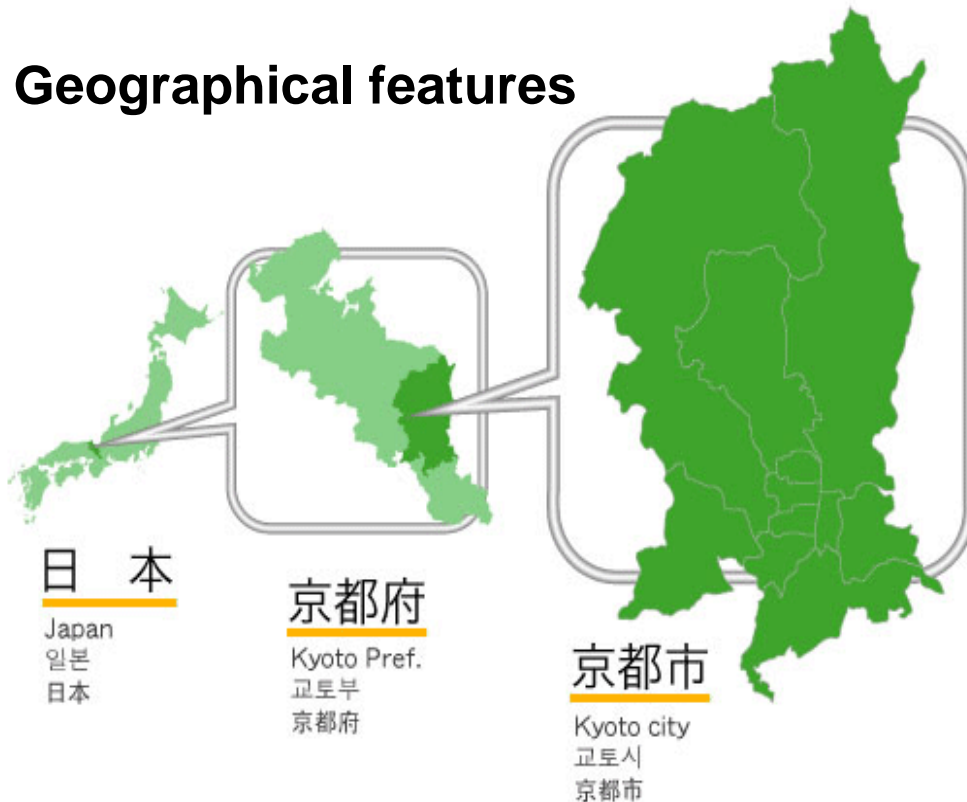 Geographical features
日 本
Japan
일본
日本
京都府
Kyoto Pref.
교토부
京都府
京都市
Kyoto city
교토시
京都市